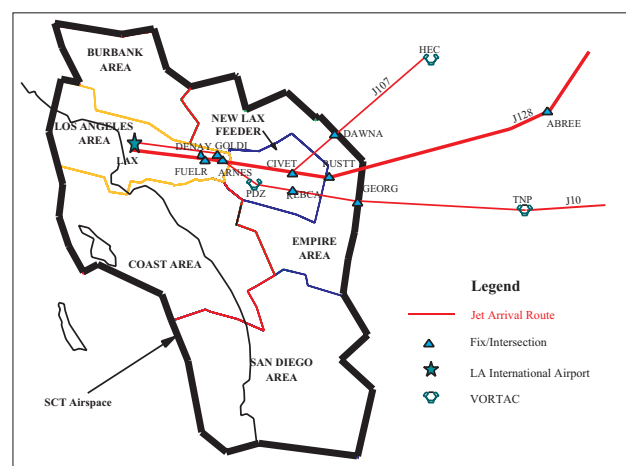 HEC
BURBANK
AREA
J107
NEW LAX
FEEDER
J128
ABREE
LOS ANGELES
AREA
DAWNA
DENAY
GOLDI
LAX
FUELR
ARNES
CIVET
RUSTT
PDZ
REBCA
GEORG
TNP
J10
EMPIRE
AREA
COAST AREA
SAN DIEGO
AREA
SCT Airspace
Legend
Jet Arrival Route
Fix/Intersection
LA International Airport
VORTAC